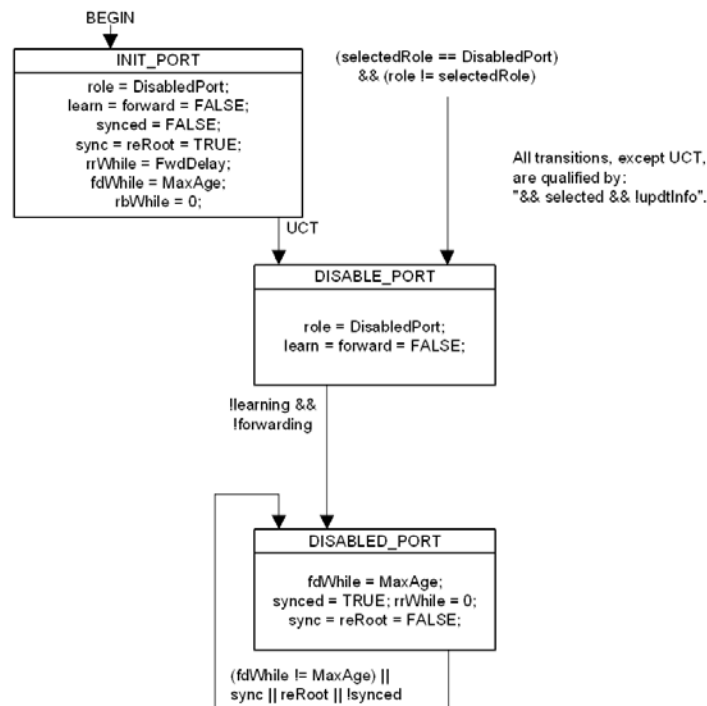 BEGIN
INIT_PORT
role = DisabledPort;
learn = forward = FALSE;
synced = FALSE;
sync = reRoot = TRUE;
rrWhile = FwdDelay;
fdWhile = MaxAge;
rbWhile = 0;
(selectedRole == DisabledPort)
&& (role != selectedRole)
All transitions, except UCT,
are qualified by:
"&& selected && !updtInfo".
UCT
DISABLE_PORT
role = DisabledPort;
learn = forward = FALSE;
!learning &&
!forwarding
DISABLED_PORT
fdWhile = MaxAge;
synced = TRUE; rrWhile = 0;
sync = reRoot = FALSE;
(fdWhile != MaxAge) ||
sync || reRoot || !synced